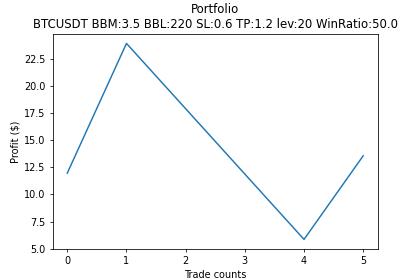 Portfolio
BTCUSDT BBM:3.5 BBL:220 SL:0.6 TP:1.2 lev:20 WinRatio:50.0
22.5
20.0
17.5
15.0
12.5
10.0
7.5
5.0
Profit ($)
0 1 2 3 4 5
Trade counts